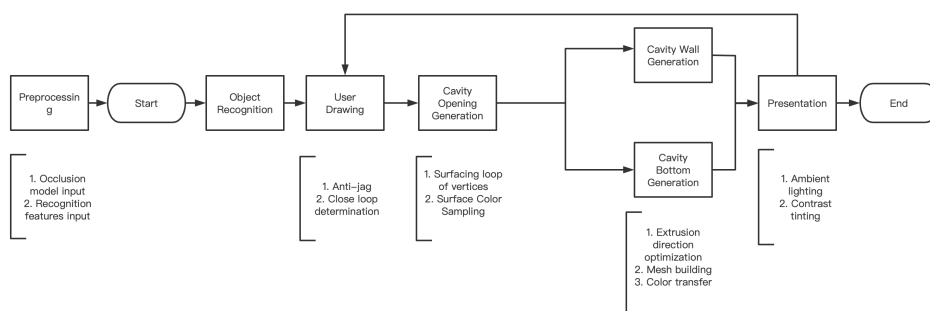 Preprocessin
g
Start
Object
Recognition
User
Drawing
Cavity
Opening
Generation
Cavity Wall
Generation
Cavity
Bottom
Generation
Presentation
End
1. Occlusion
model input
2. Recognition
features input
1. Anti-jag
2. Close loop
determination
1. Surfacing loop
of vertices
2. Surface Color
Sampling
1. Extrusion
direction
optimization
2. Mesh building
3. Color transfer
1. Ambient
lighting
2. Contrast
tinting